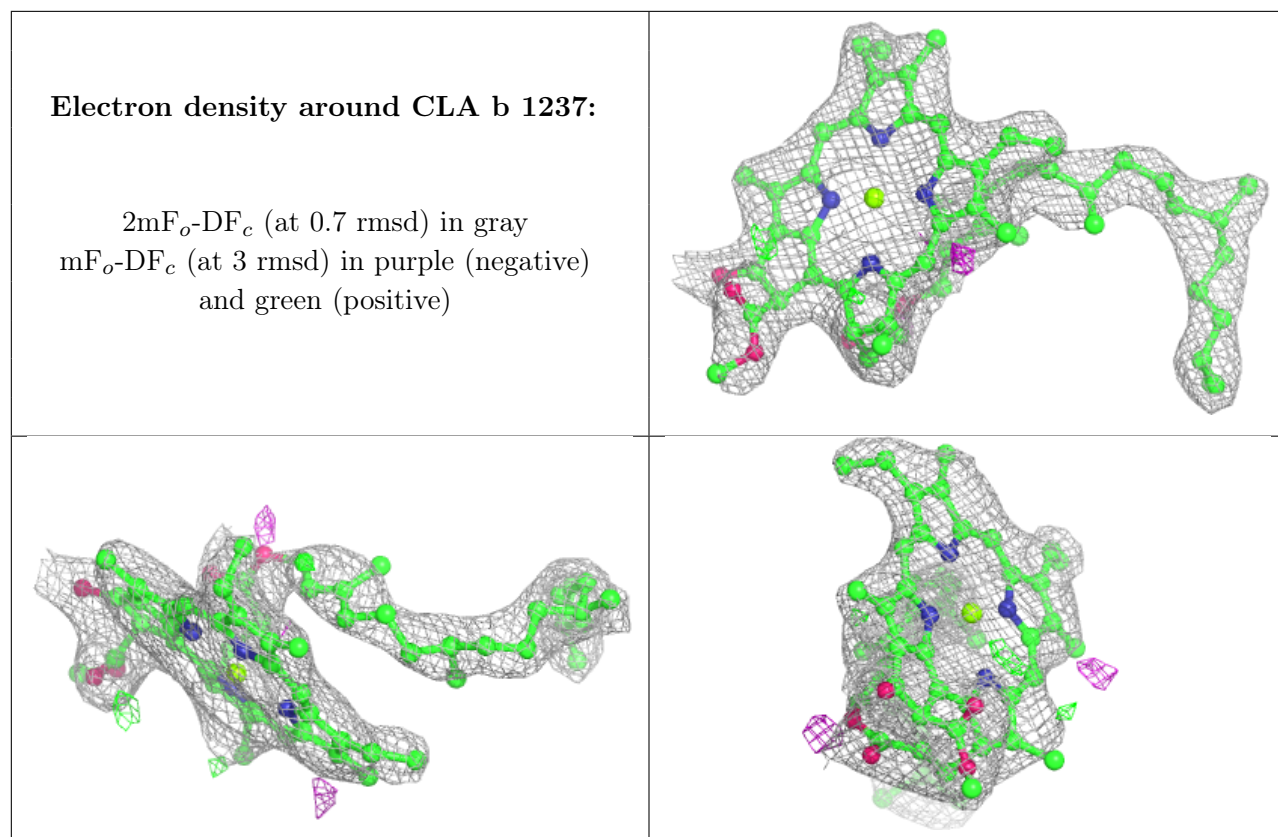 Electron density around CLA b 1237:
2mFₒ-DF𝒸 (at 0.7 rmsd) in gray
mFₒ-DF𝒸 (at 3 rmsd) in purple (negative)
and green (positive)